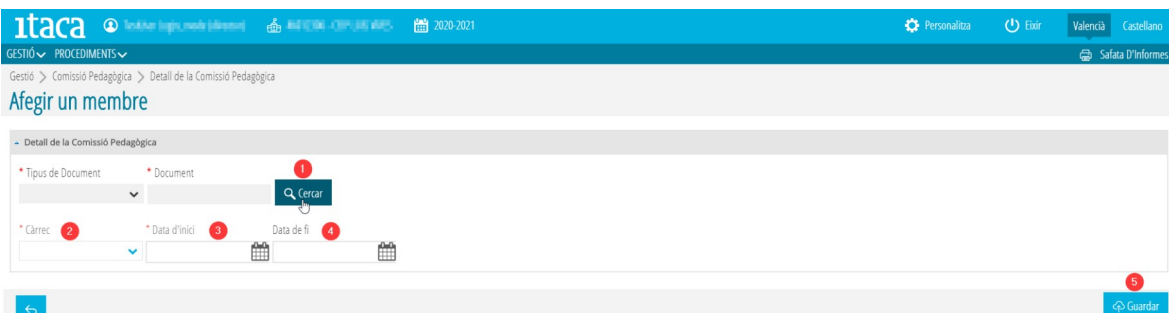 ítaca 2020-2021 Personalitza Eixir Valencià Castellano
GESTIÓ PROCEDIMENTS Safata D'Informes
Gestió > Comissió Pedagògica > Detall de la Comissió Pedagògica
Afegir un membre
Detall de la Comissió Pedagògica
* Tipus de Document * Document 1
Cercar
* Càrrec 2 * Data d'inici 3 Data de fi 4
5
Guardar